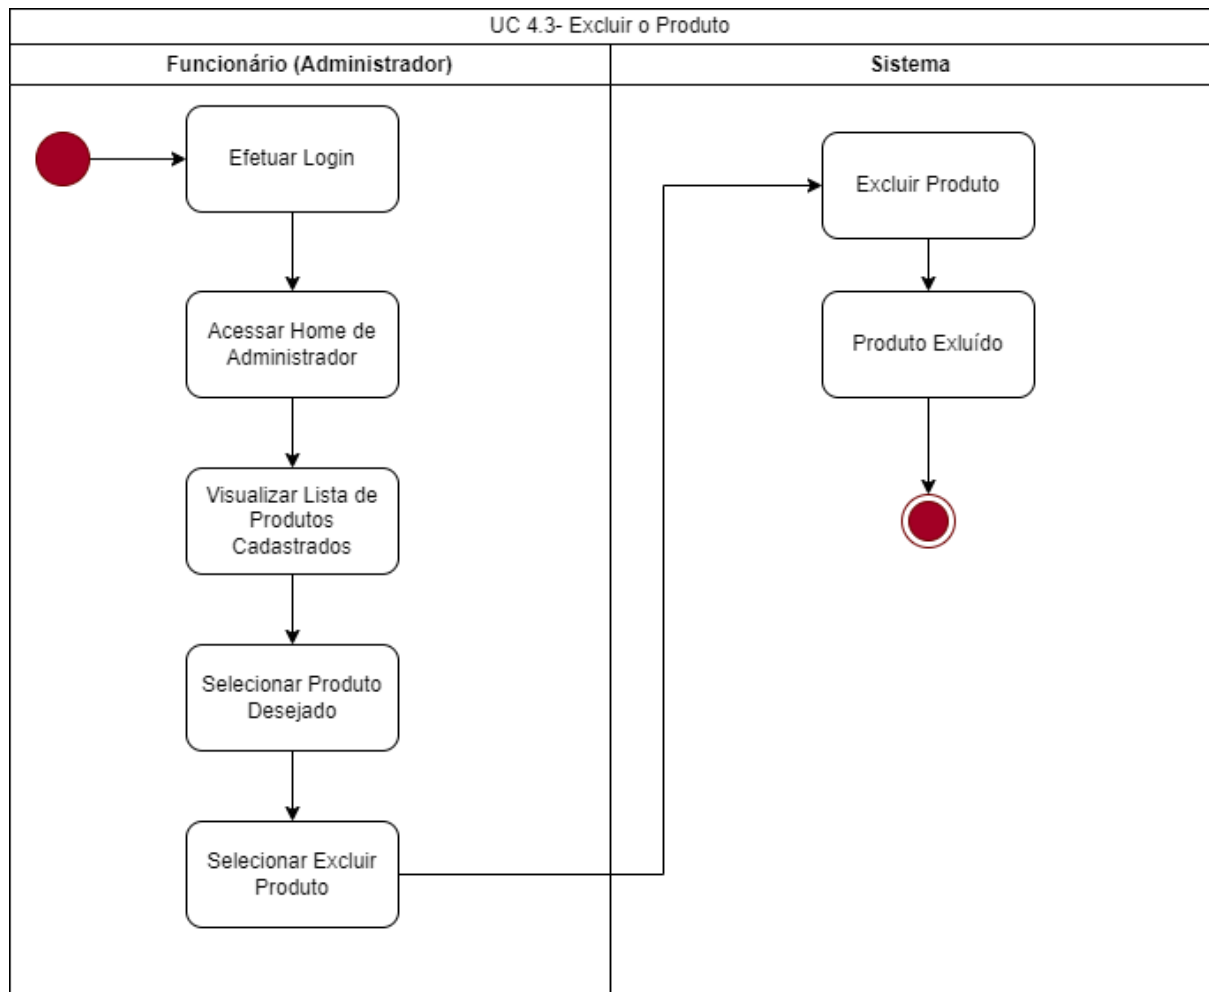 UC 4.3- Excluir o Produto
Funcionário (Administrador)
Sistema
Efetuar Login
Acessar Home de
Administrador
Visualizar Lista de
Produtos
Cadastrados
Selecionar Produto
Desejado
Selecionar Excluir
Produto
Excluir Produto
Produto Exluído